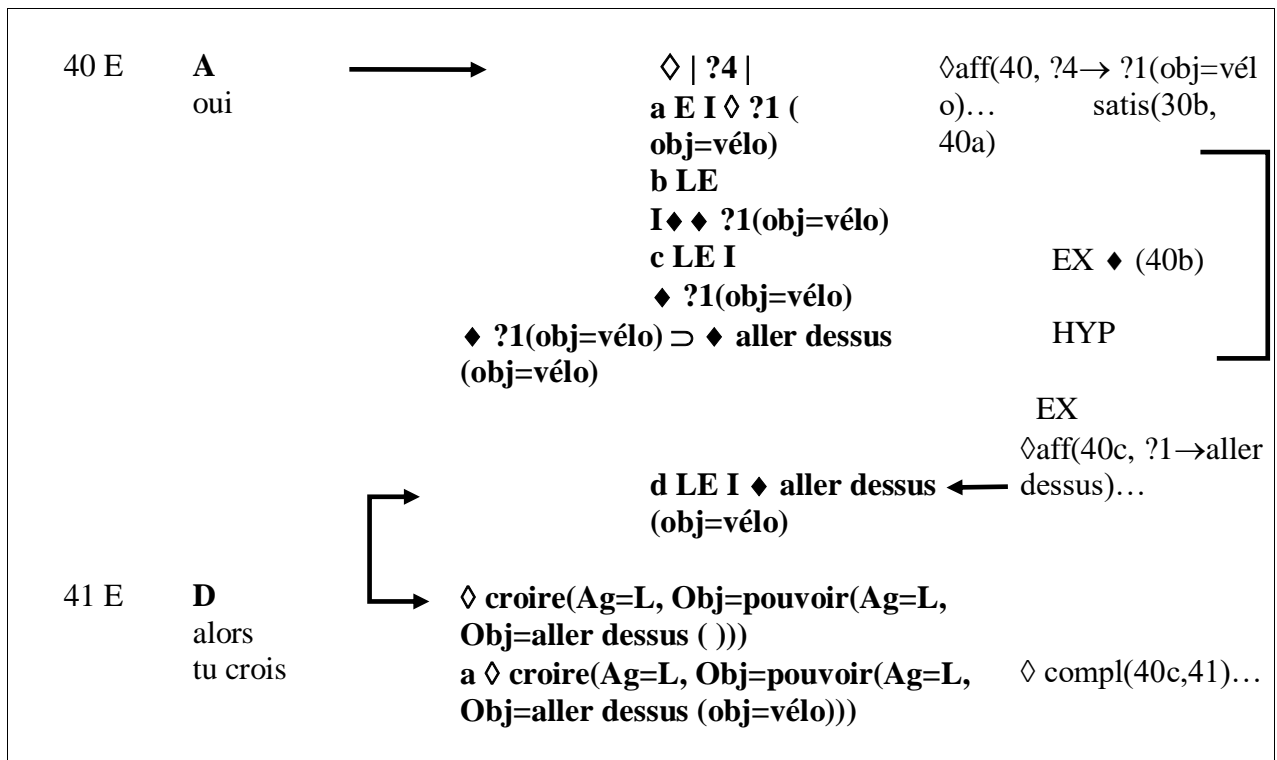 40 E A ◊ | ?4 | ◊aff(40, ?4→ ?1(obj=vél
oui a E I ◊ ?1 ( o)… satis(30b,
obj=vélo) 40a)
b LE
I♦ ♦ ?1(obj=vélo)
c LE I EX ♦ (40b)
♦ ?1(obj=vélo)
♦ ?1(obj=vélo) ⊃ ♦ aller dessus HYP
(obj=vélo)
EX
◊aff(40c, ?1→aller
d LE I ♦ aller dessus dessus)…
(obj=vélo)
41 E D ◊ croire(Ag=L, Obj=pouvoir(Ag=L,
alors Obj=aller dessus ( )))
tu crois a ◊ croire(Ag=L, Obj=pouvoir(Ag=L, ◊ compl(40c,41)…
Obj=aller dessus (obj=vélo)))